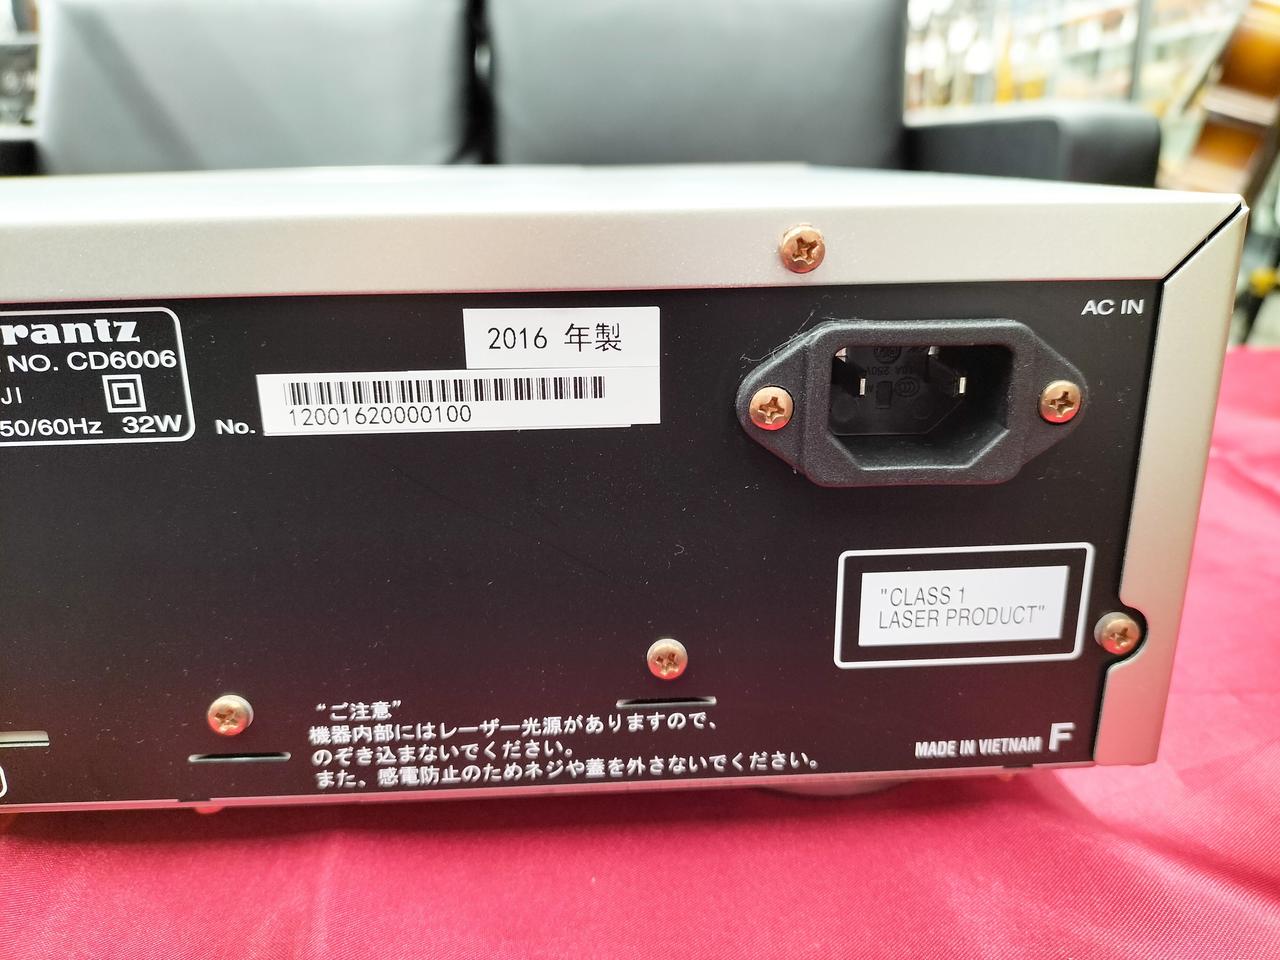 rantz
NO. CD6006
JI
50/60Hz 32W
2016 年製
No. 12001620000100
AC IN
10A 250V
"CLASS 1
LASER PRODUCT"
“ご注意”
機器内部にはレーザー光源がありますので、
のぞき込まないでください。
また、感電防止のためネジや蓋を外さないでください。
MADE IN VIETNAM F